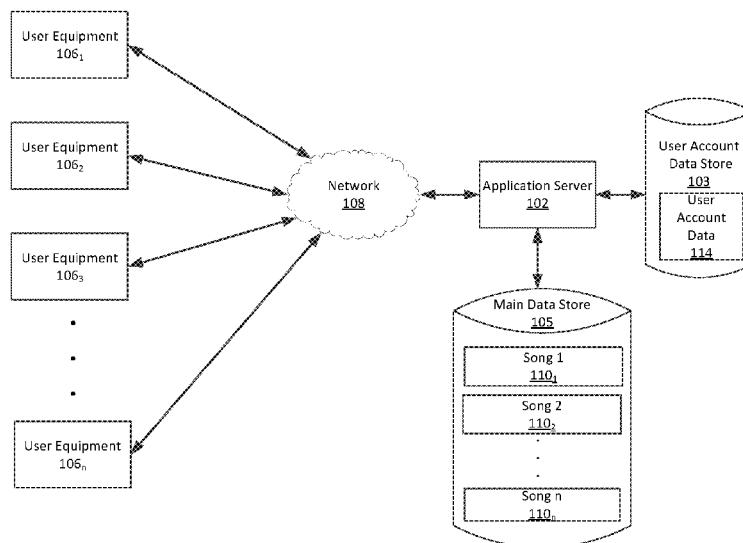 User Equipment
106₁
User Equipment
106₂
User Equipment
106₃
User Equipment
106ₙ
Network
108
Application Server
102
User Account
Data Store
103
User
Account
Data
114
Main Data Store
105
Song 1
110₁
Song 2
110₂
Song n
110ₙ